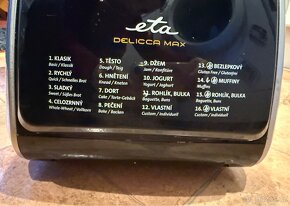 eta
DELICCA MAX
1. KLASIK
Basic / Klassik
2. RYCHLÝ
Quick / Schnelles Brot
3. SLADKÝ
Sweet / Süßes Brot
4. CELOZRNNÝ
Whole-Wheat / Vollkorn
5. TĚSTO
Dough / Teig
6. HNĚTENÍ
Knead / Kneten
7. DORT
Cake / Torte-Gebäck
8. PEČENÍ
Bake / Backen
9. DŽEM
Jam / Konfitüre
10. JOGURT
Yogurt / Joghurt
11. ROHLÍK, BULKA
Baguette, Buns
12. VLASTNÍ
Custom / Individuell
13. BEZLEPKOVÝ
Gluten Free / Glutenfrei
14. MUFFINY
Muffin
15. ROHLÍK, BULKA
Baguette, Buns
16. VLASTNÍ
Custom / Individuell